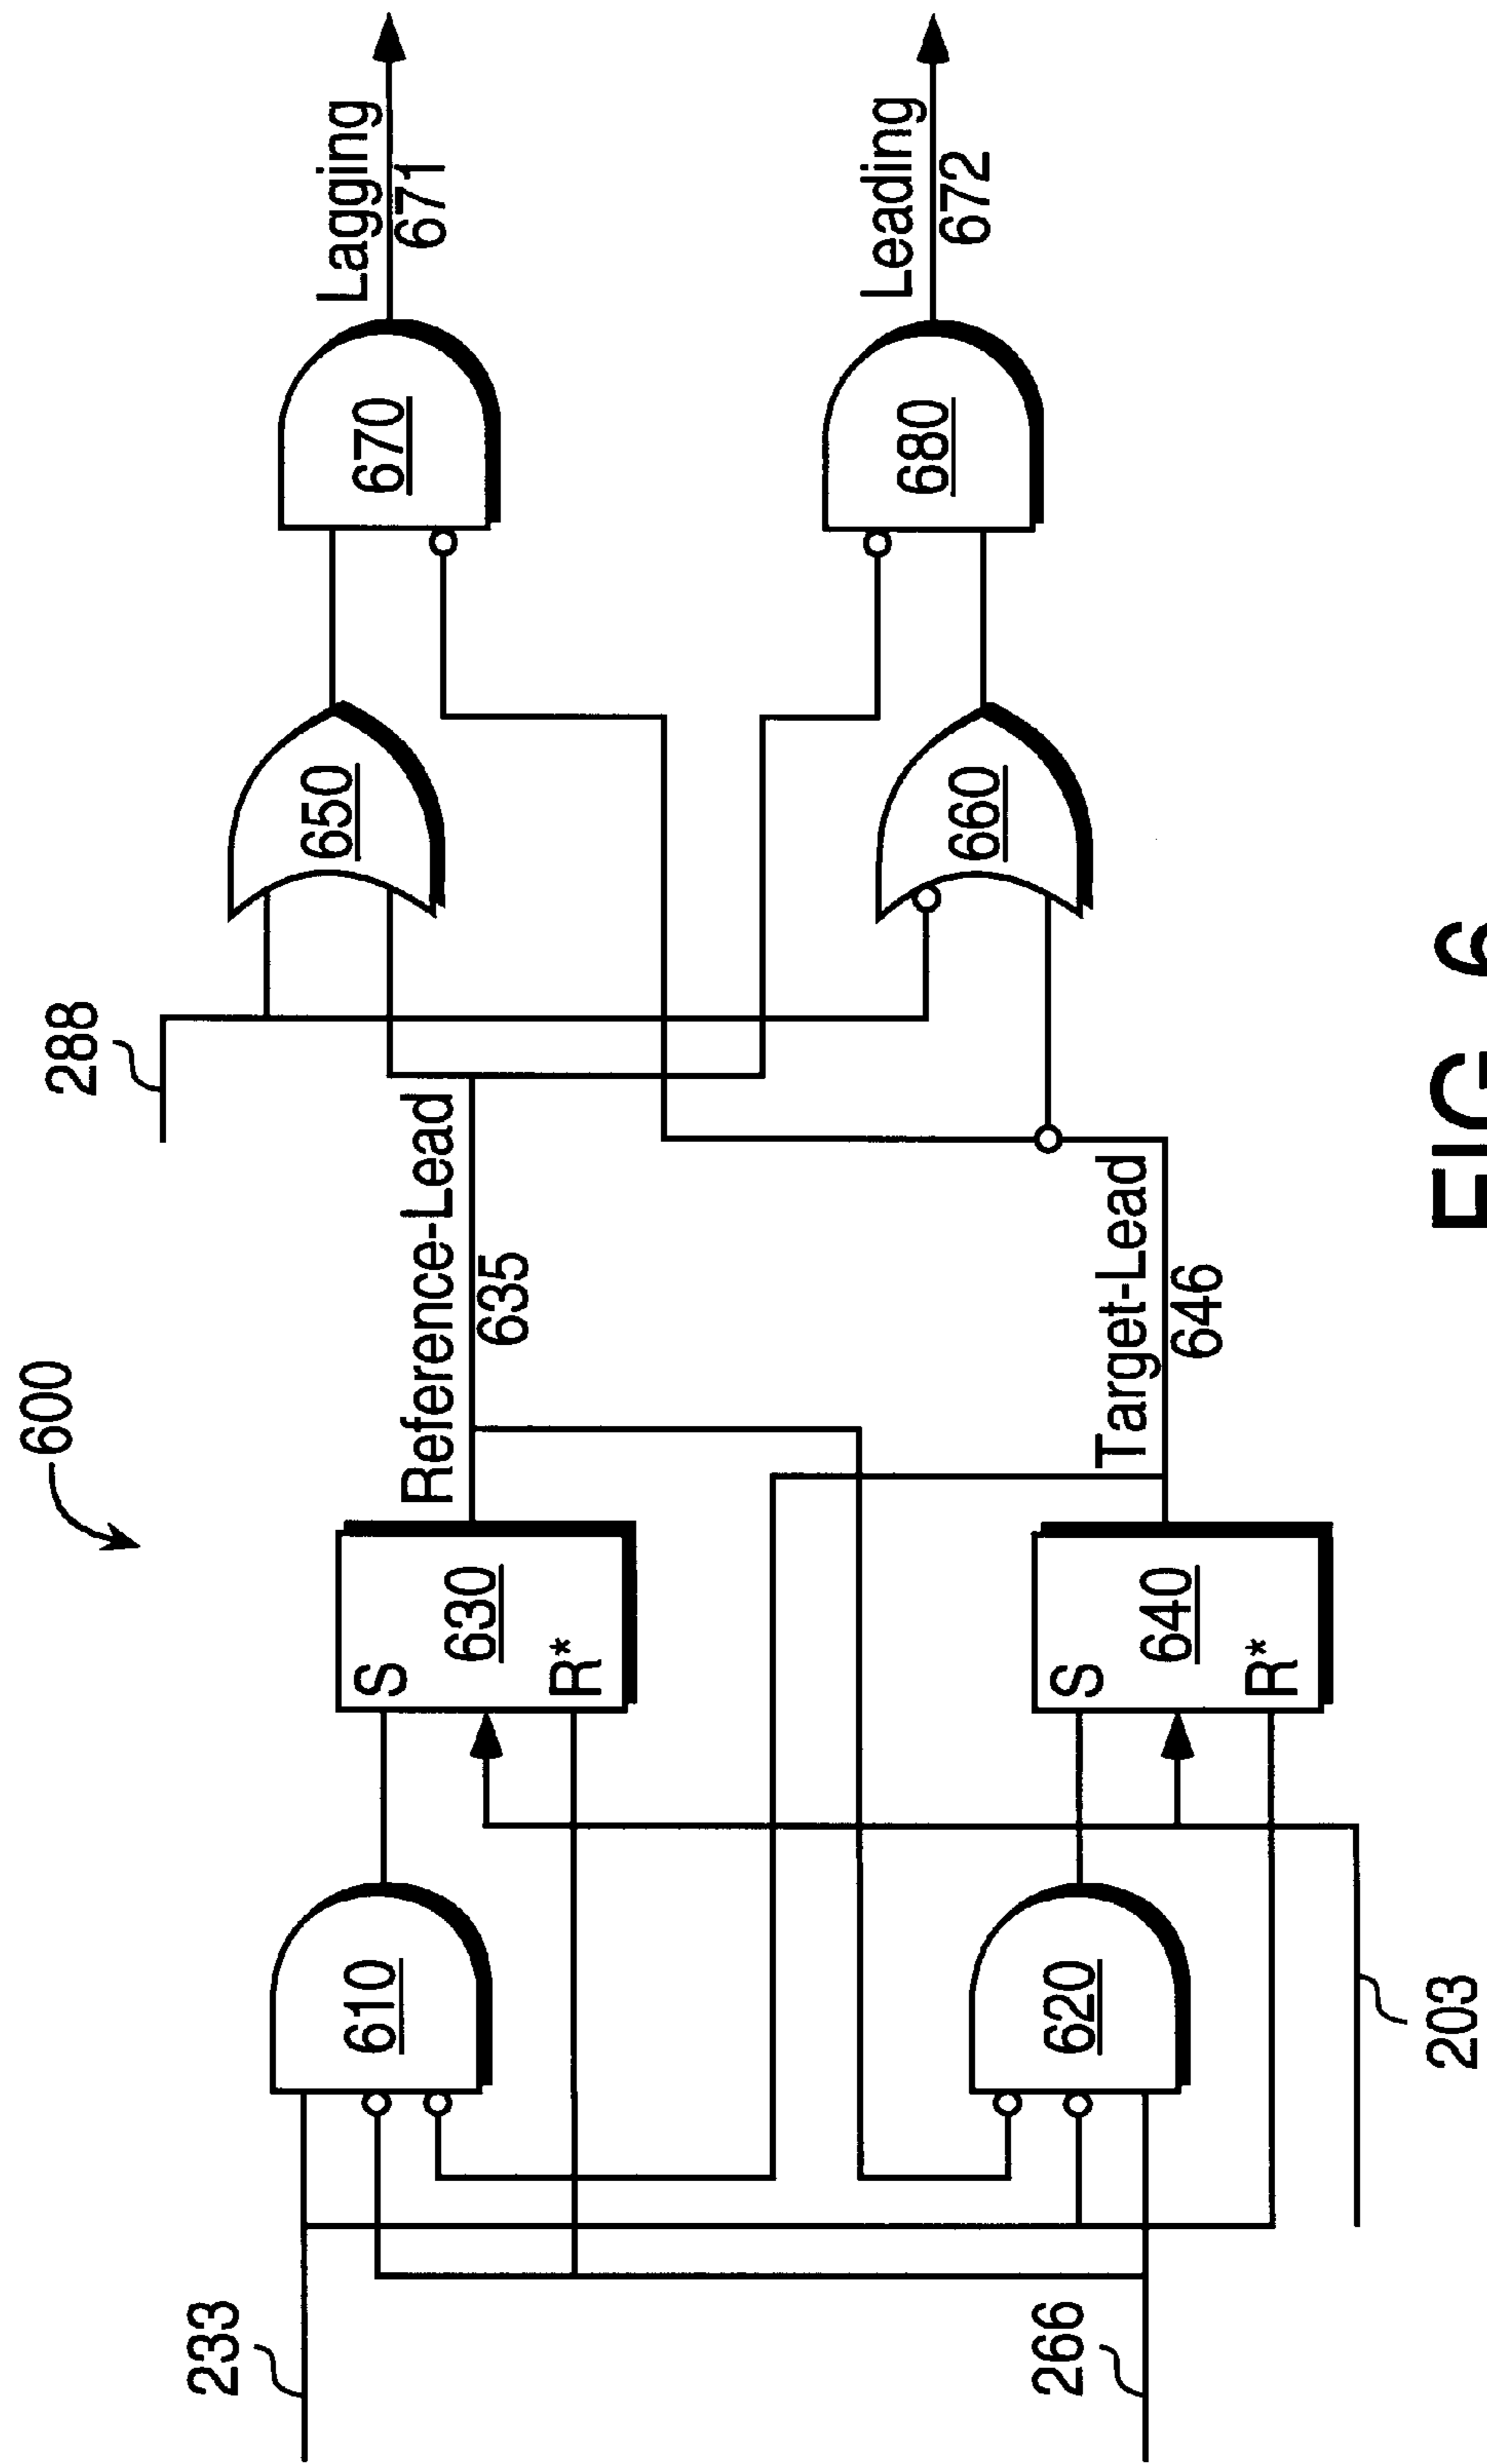 600
288
233
266
203
610
620
S
630
R*
S
640
R*
Reference-Lead
635
Target-Lead
646
650
660
670
680
Lagging
671
Leading
672
FIG. 6